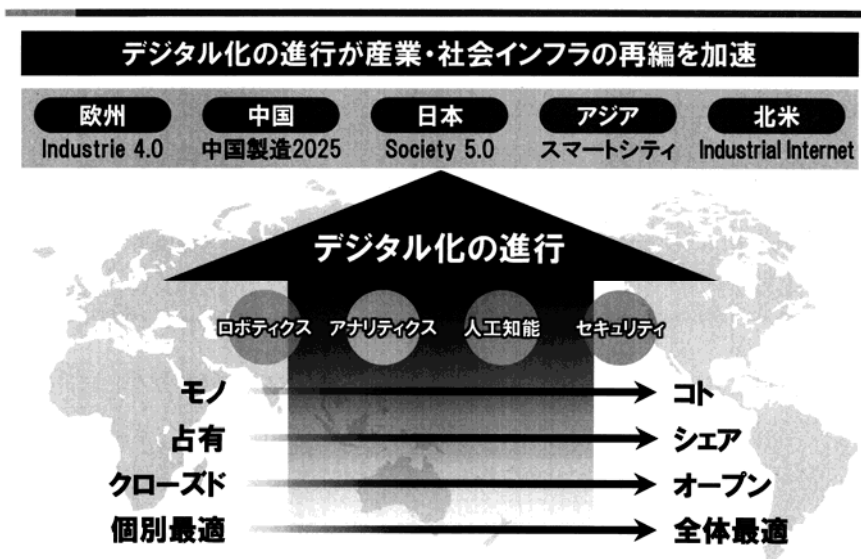 デジタル化の進行が産業・社会インフラの再編を加速
欧州 中国 日本 アジア 北米
Industrie 4.0 中国製造2025 Society 5.0 スマートシティ Industrial Internet
デジタル化の進行
ロボティクス アナリティクス 人工知能 セキュリティ
モノ コト
占有 シェア
クローズド オープン
個別最適 全体最適